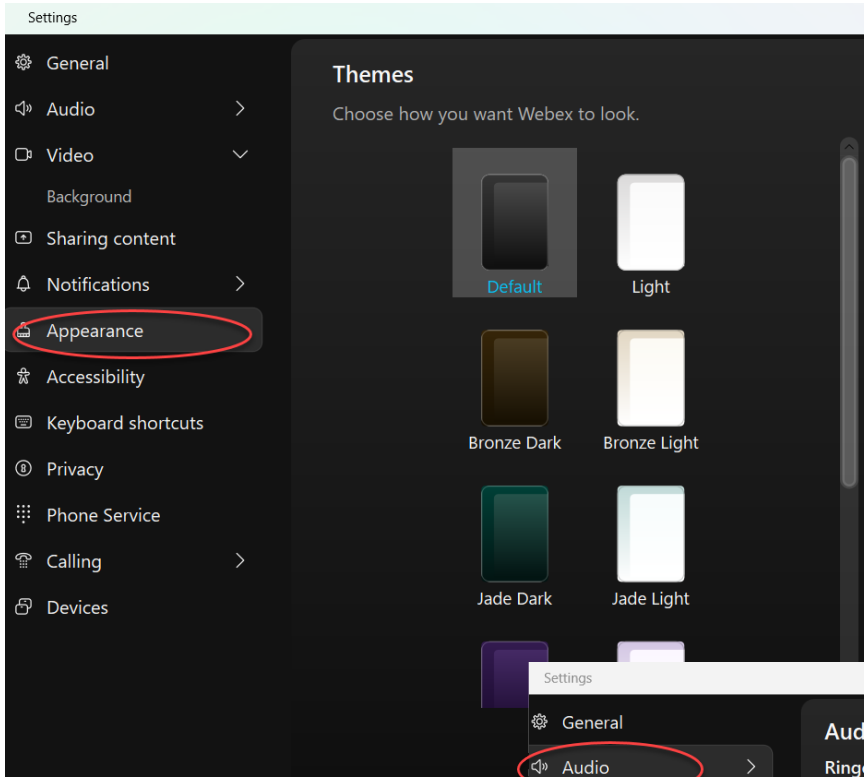 Settings
General
Audio
Video
Background
Sharing content
Notifications
Appearance
Accessibility
Keyboard shortcuts
Privacy
Phone Service
Calling
Devices
Themes
Choose how you want Webex to look.
Default
Light
Bronze Dark
Bronze Light
Jade Dark
Jade Light
Settings
General
Audio
Aud
Ring